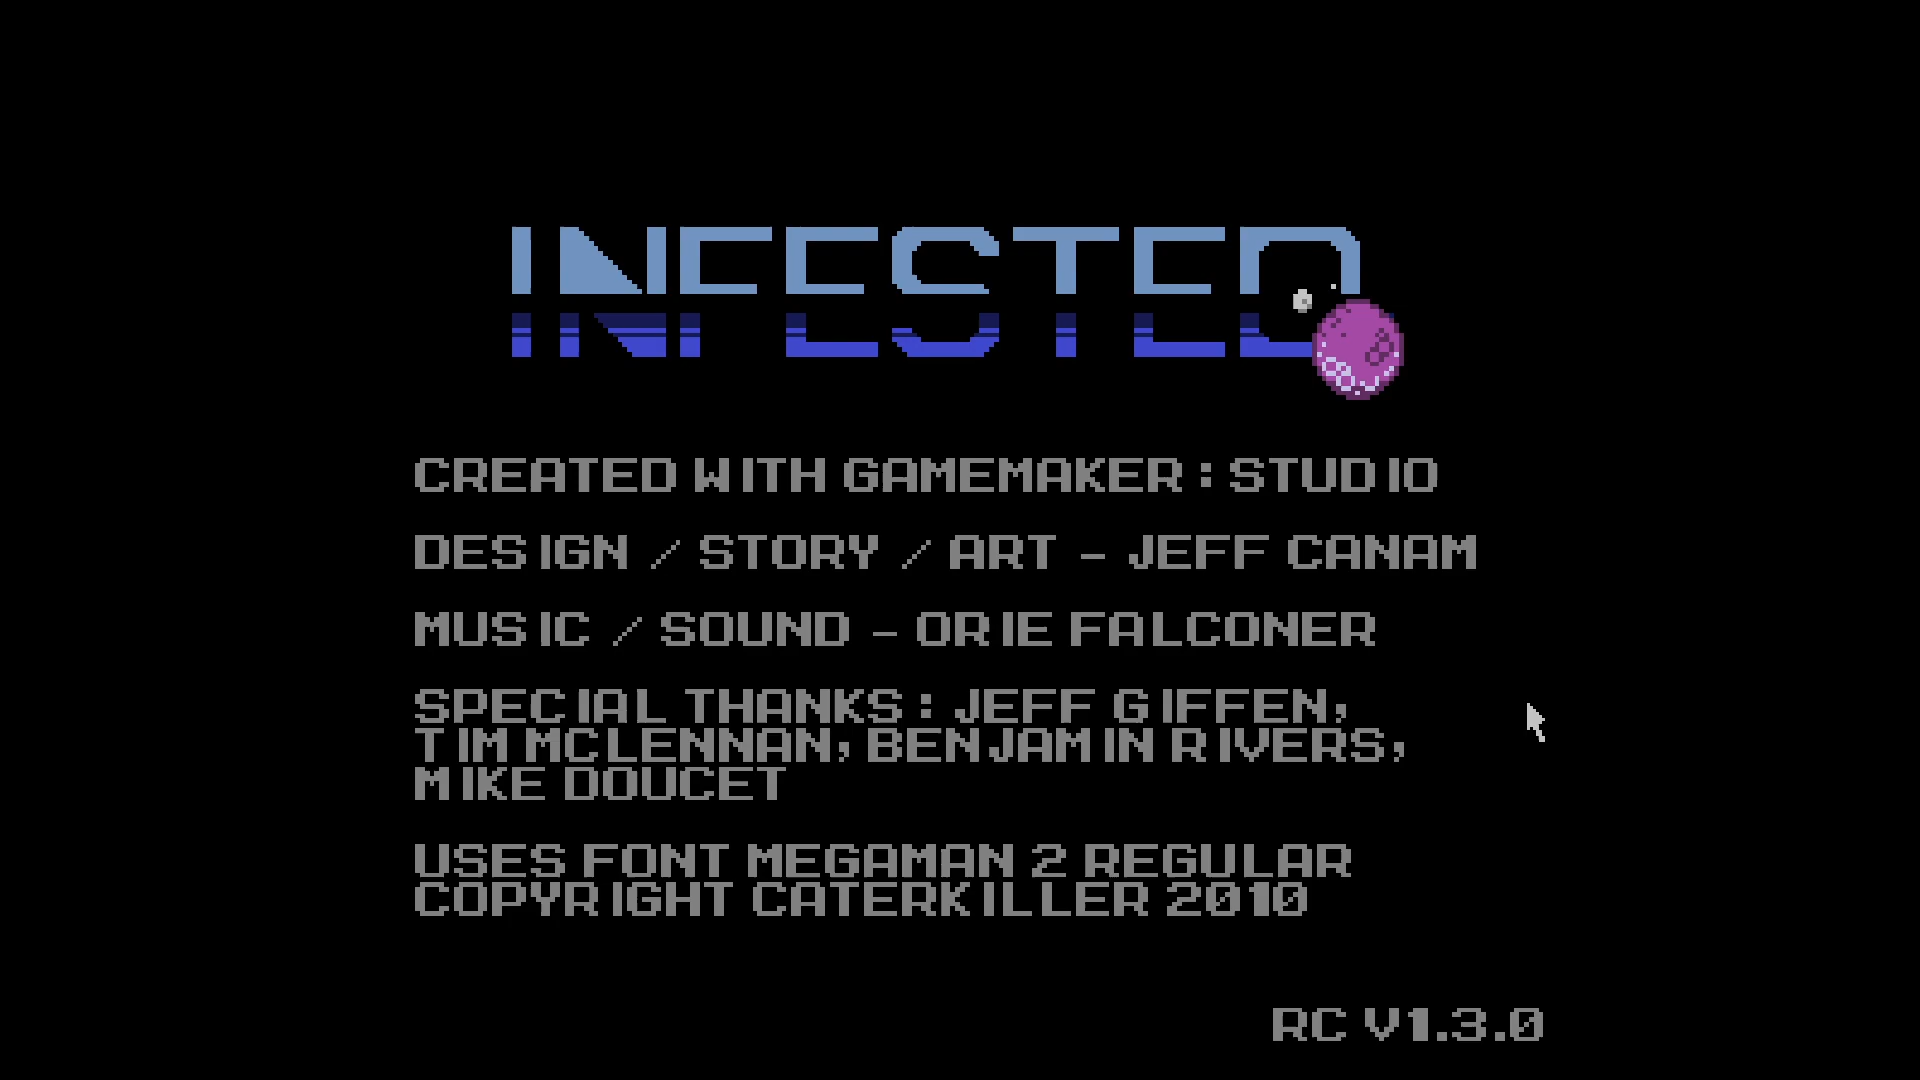 INFESTED
CREATED WITH GAMEMAKER:STUDIO
DESIGN / STORY / ART - JEFF CANAM
MUSIC / SOUND - ORIE FALCONER
SPECIAL THANKS: JEFF GIFFEN,
TIM MCLENNAN, BENJAMIN RIVERS,
MIKE DOUCET
USES FONT MEGAMAN 2 REGULAR
COPYRIGHT CATERKILLER 2010
RC V1.3.0